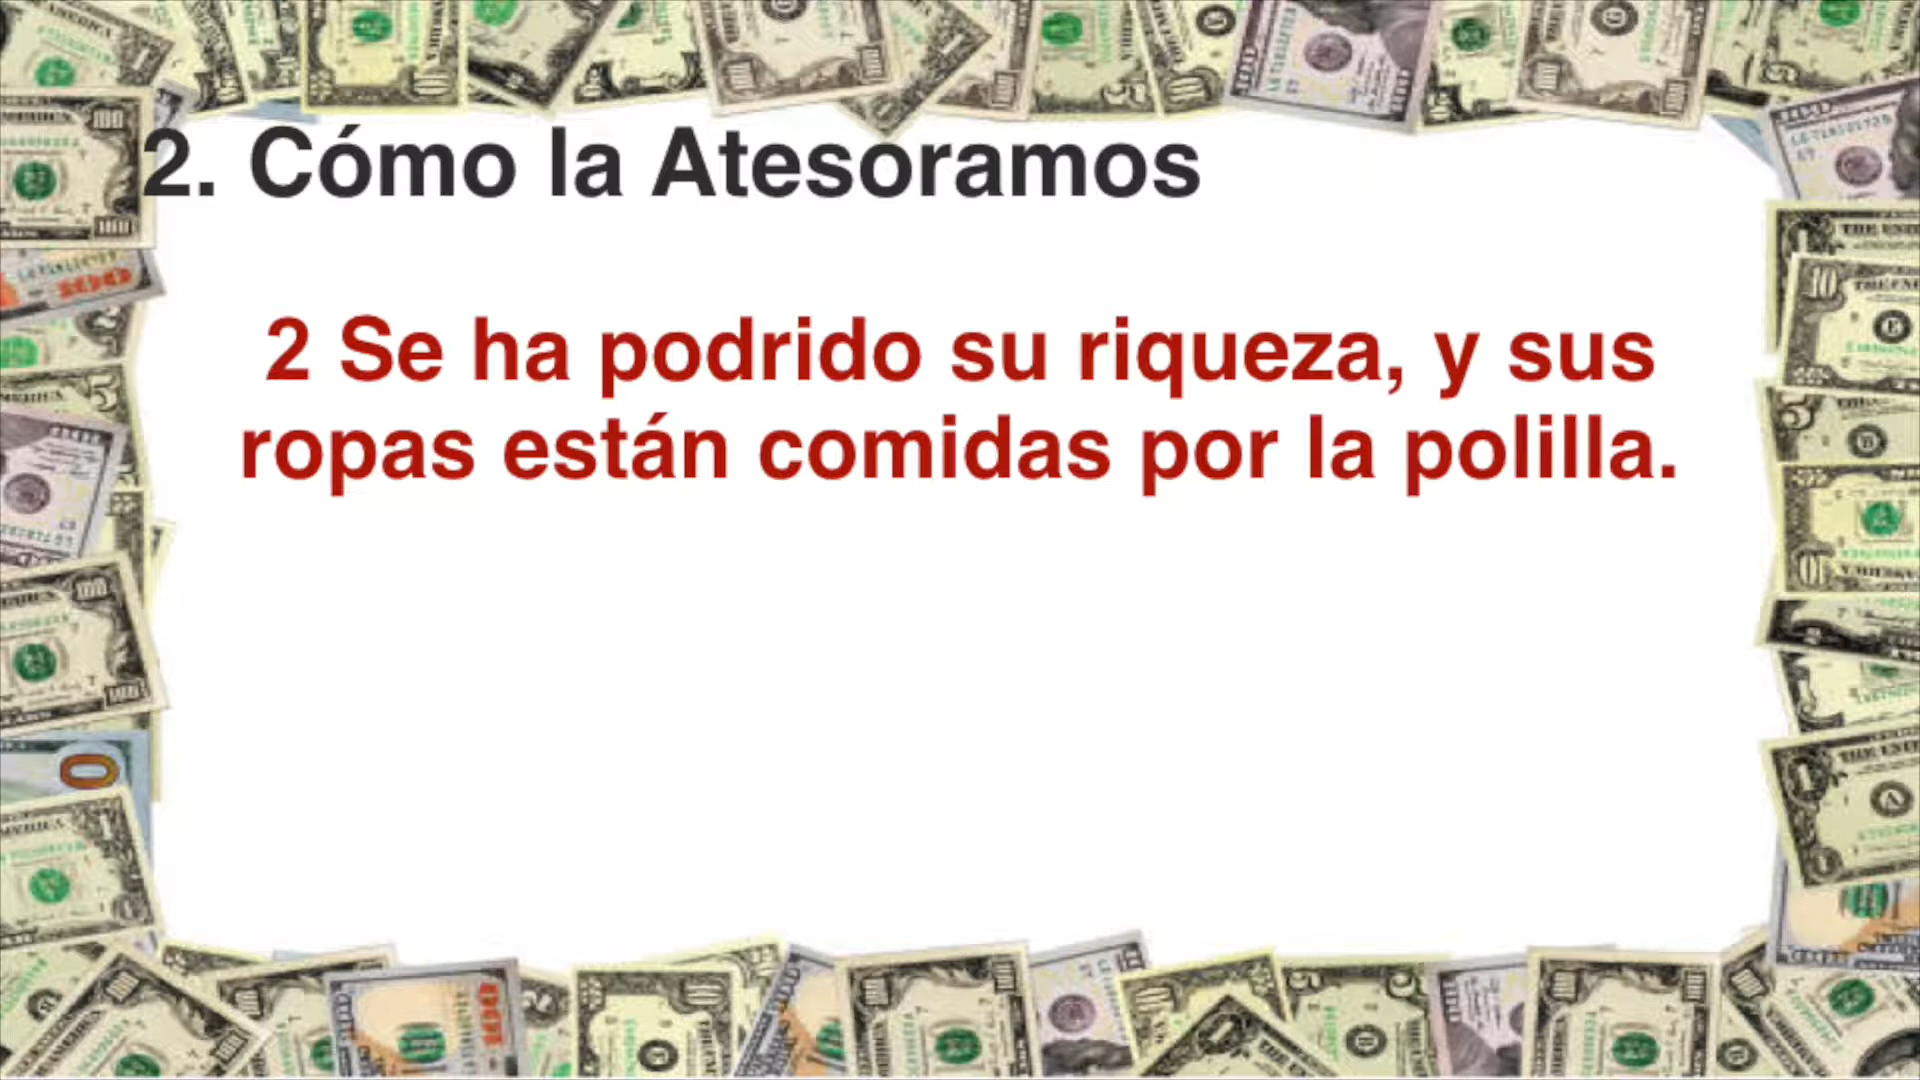 2. Cómo la Atesoramos
2 Se ha podrido su riqueza, y sus
ropas están comidas por la polilla.